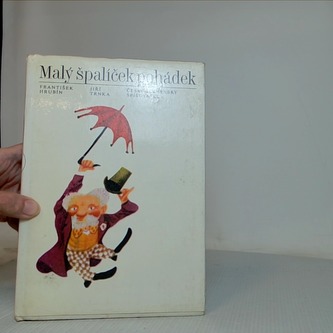 Malý špalíček pohádek
FRANTIŠEK JIŘÍ
HRUBÍN TRNKA